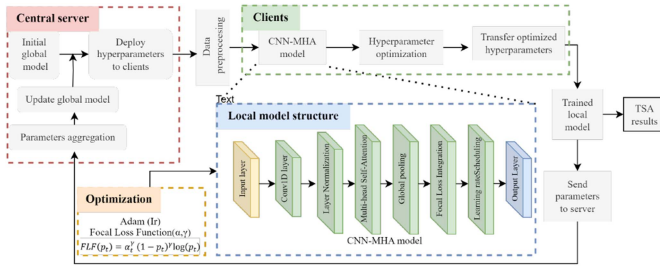 Central server
Initial
global
model
Deploy
hyperparameters
to clients
Update global model
Parameters aggregation
Data
preprocessing
Clients
CNN-MHA
model
Hyperparameter
optimization
Transfer optimized
hyperparameters
Trained
local
model
TSA
results
Send
parameters
to server
Text
Local model structure
Input layer
Conv1D layer
Layer Normalization
Multi-head Self-Attention
Global pooling
Focal Loss Integration
Learning rateScheduling
Output Layer
CNN-MHA model
Optimization
Adam (Ir)
Focal Loss Function(α,γ)
FLF(pₜ) = αₜ^γ (1 − pₜ)^γ log(pₜ)